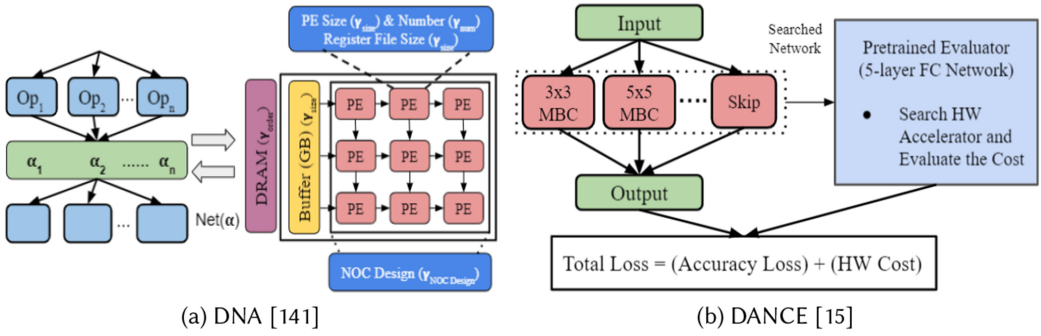 PE Size (γsize) & Number (γnum)
Register File Size (γsize)
Op1
Op2
...
Opn
α1
α2
......
αn
...
Net(α)
DRAM (γorder)
Buffer (GB) (γsize)
PE
PE
PE
PE
PE
PE
PE
PE
PE
NOC Design (γNOC Design)
(a) DNA [141]
Input
3x3
MBC
5x5
MBC
Skip
Output
Searched
Network
Pretrained Evaluator
(5-layer FC Network)
● Search HW
Accelerator and
Evaluate the Cost
Total Loss = (Accuracy Loss) + (HW Cost)
(b) DANCE [15]